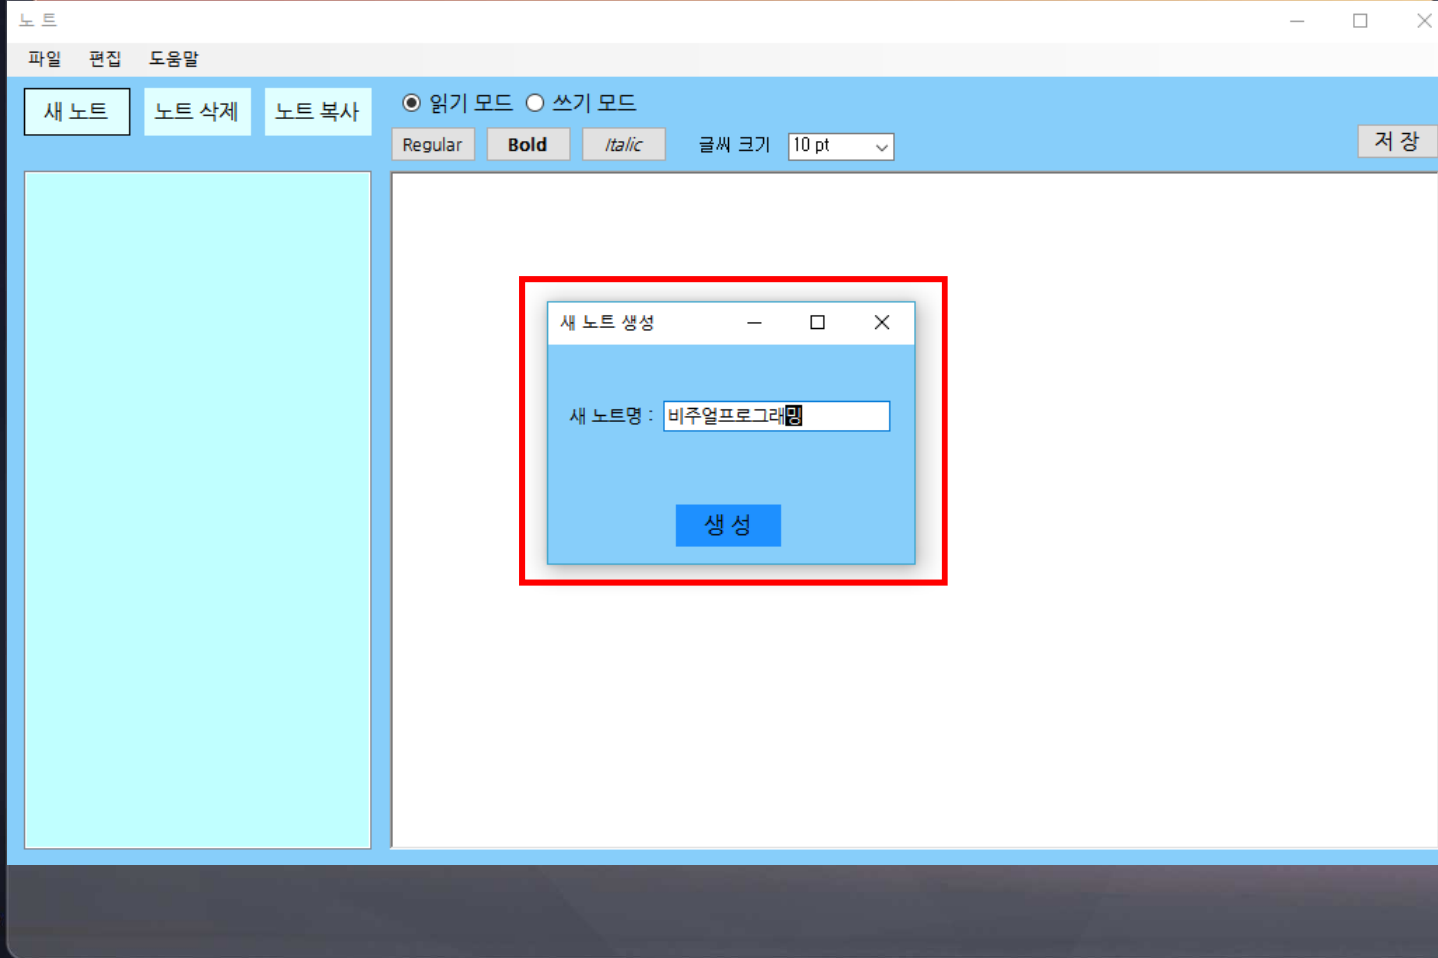 노 트
파일 편집 도움말
새 노트 노트 삭제 노트 복사
읽기 모드 쓰기 모드
Regular Bold Italic 글씨 크기 10 pt
저 장
새 노트 생성
새 노트명 : 비주얼프로그래밍
생 성